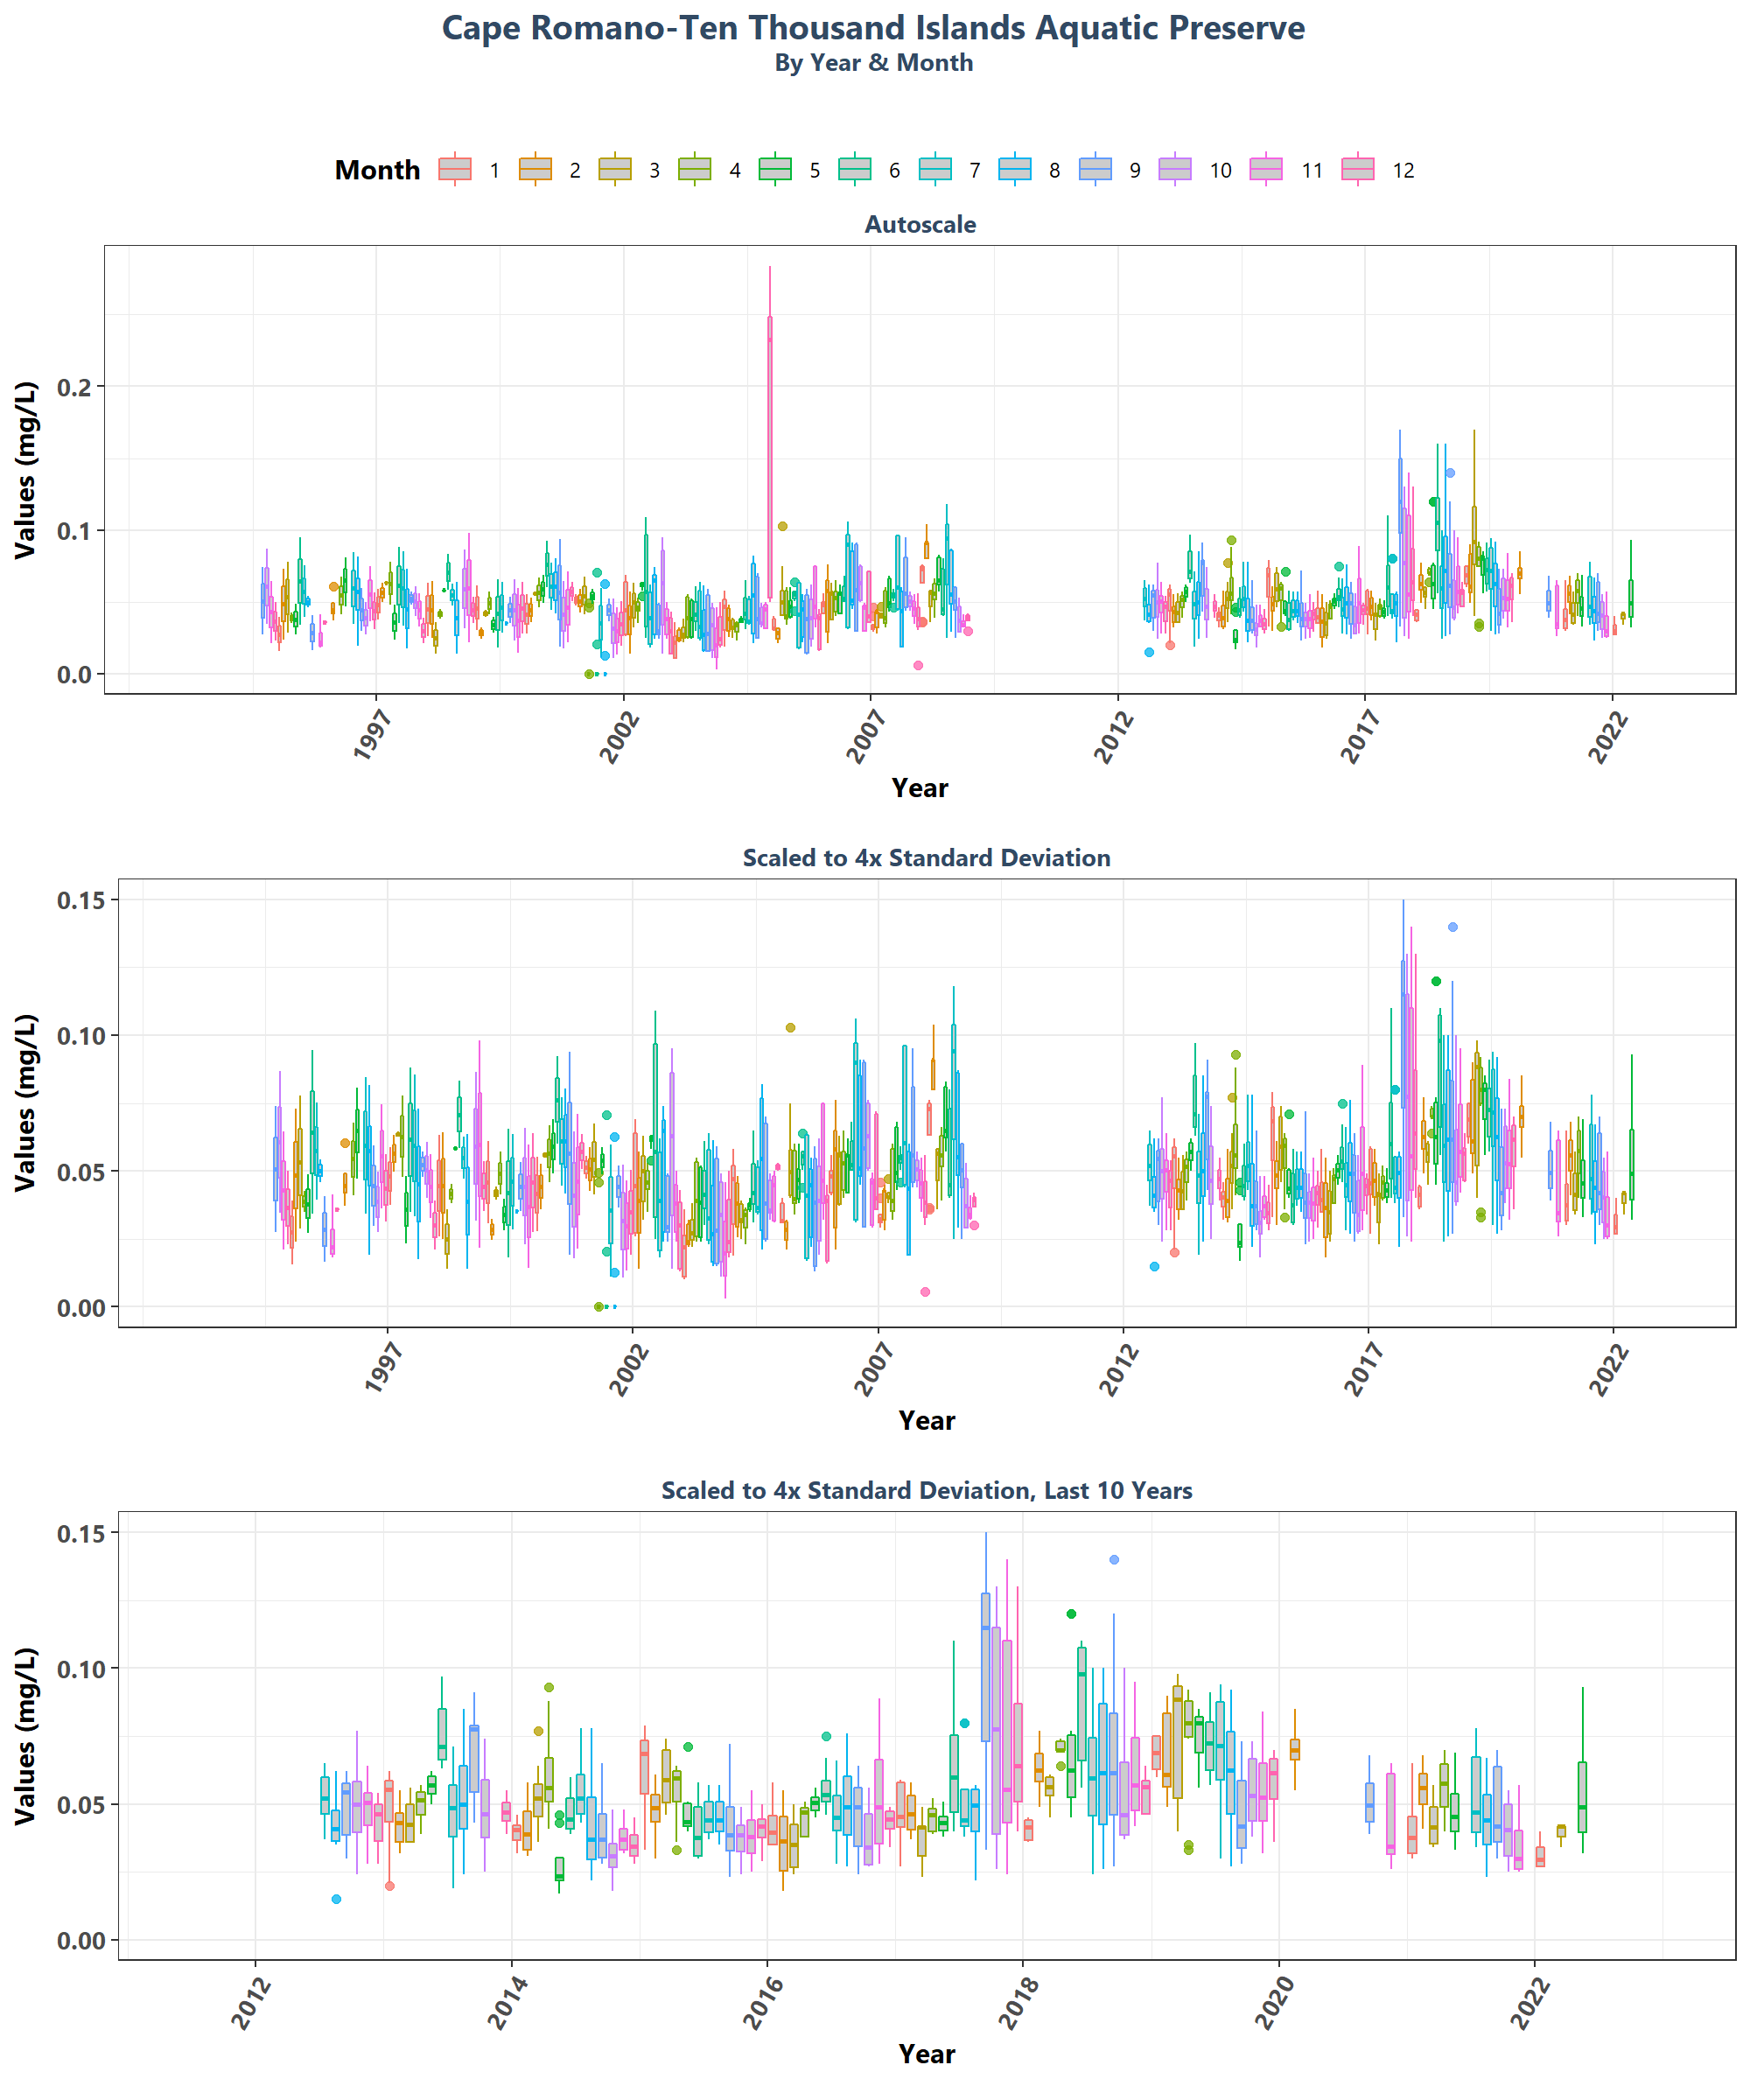 Cape Romano-Ten Thousand Islands Aquatic Preserve
By Year & Month
Month 1 2 3 4 5 6 7 8 9 10 11 12
Autoscale
Values (mg/L)
0.2
0.1
0.0
1997 2002 2007 2012 2017 2022
Year
Scaled to 4x Standard Deviation
Values (mg/L)
0.15
0.10
0.05
0.00
1997 2002 2007 2012 2017 2022
Year
Scaled to 4x Standard Deviation, Last 10 Years
Values (mg/L)
0.15
0.10
0.05
0.00
2012 2014 2016 2018 2020 2022
Year